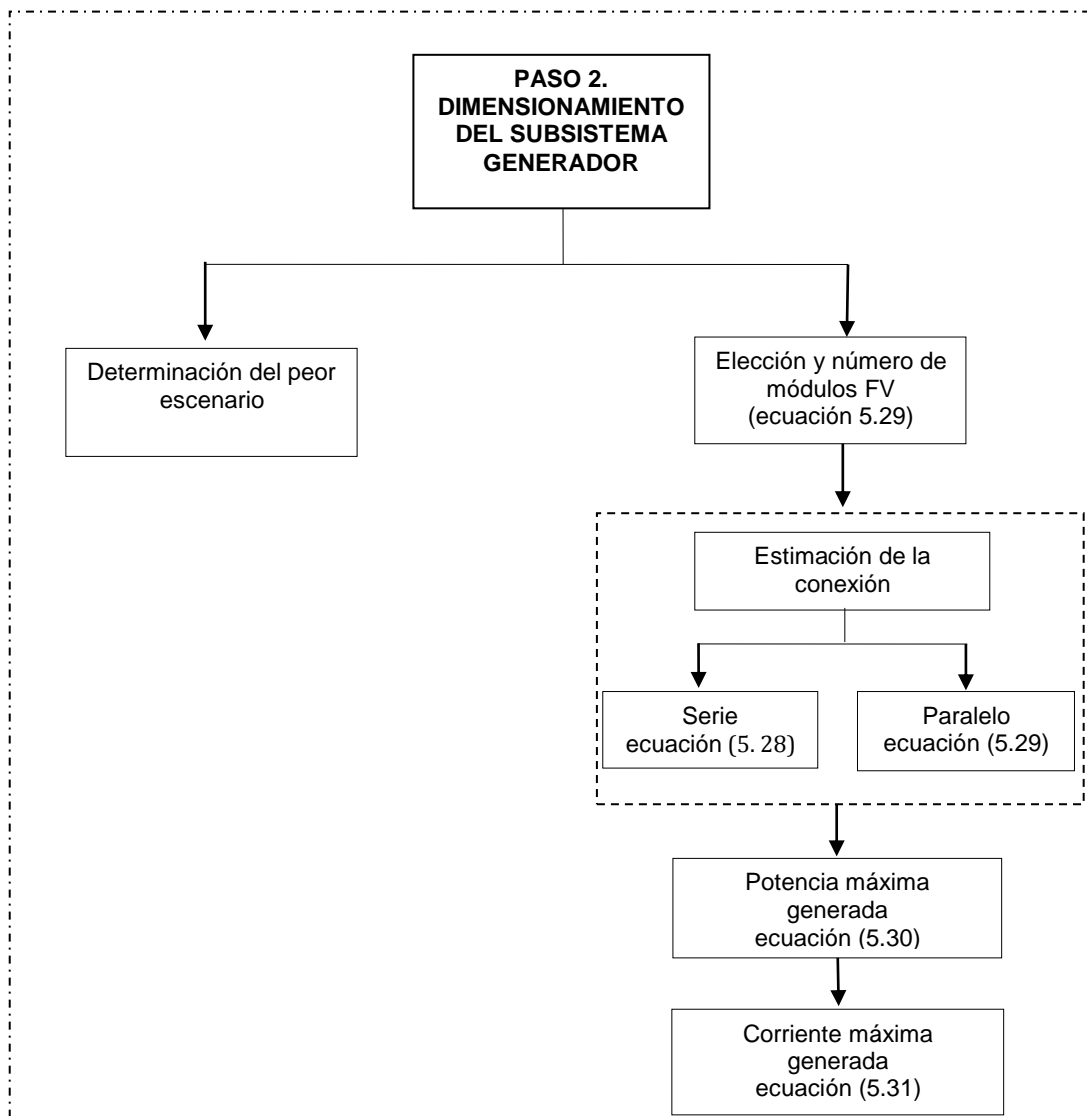 PASO 2.
DIMENSIONAMIENTO
DEL SUBSISTEMA
GENERADOR
Determinación del peor
escenario
Elección y número de
módulos FV
(ecuación 5.29)
Estimación de la
conexión
Serie
ecuación (5. 28)
Paralelo
ecuación (5.29)
Potencia máxima
generada
ecuación (5.30)
Corriente máxima
generada
ecuación (5.31)